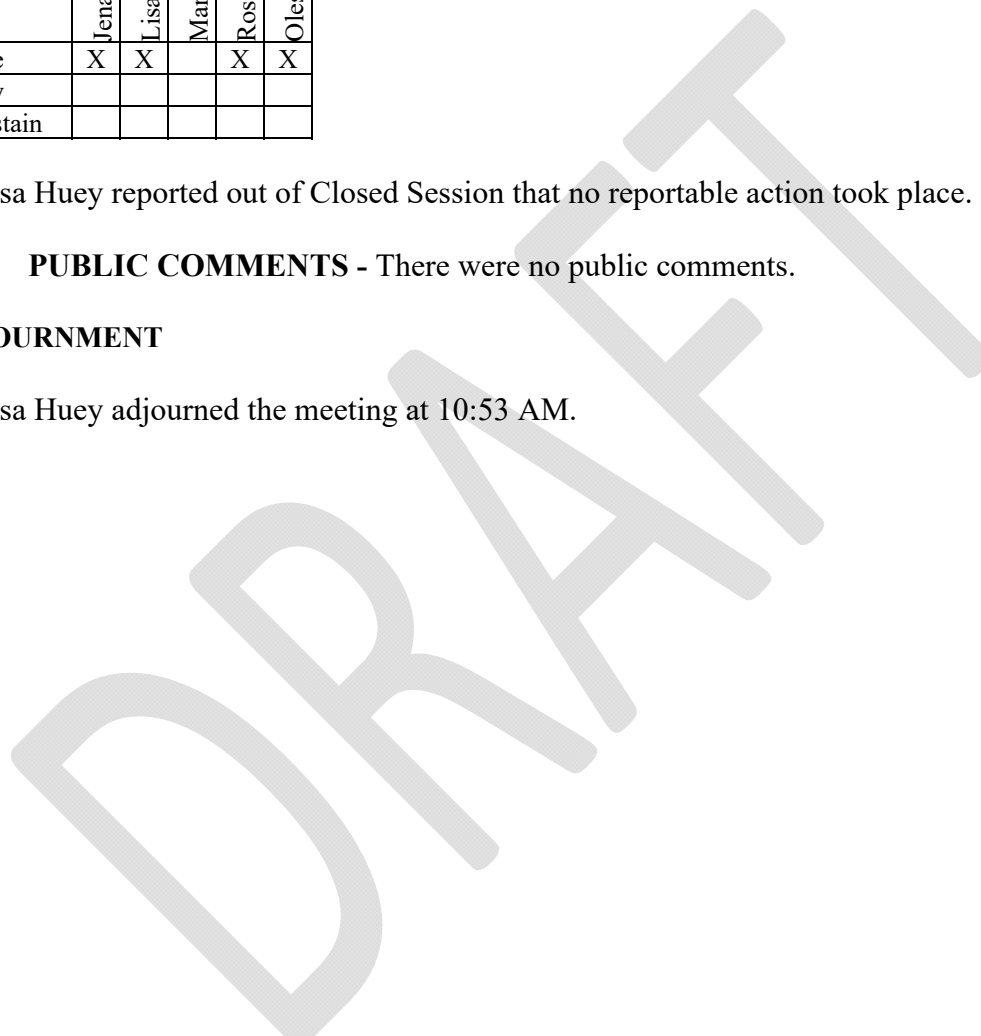 Jena Lisa Mar Ros Oles
e X X X X
y
stain
sa Huey reported out of Closed Session that no reportable action took place.
PUBLIC COMMENTS - There were no public comments.
OURNMENT
sa Huey adjourned the meeting at 10:53 AM.
DRAFT